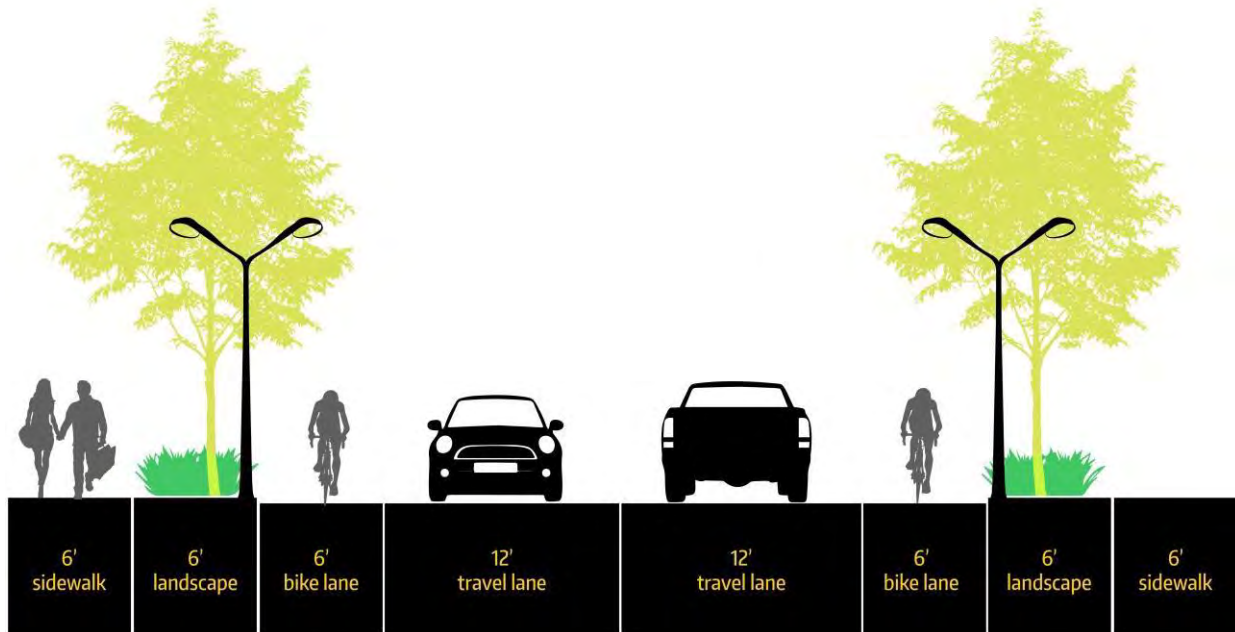 6'
sidewalk
6'
landscape
6'
bike lane
12'
travel lane
12'
travel lane
6'
bike lane
6'
landscape
6'
sidewalk